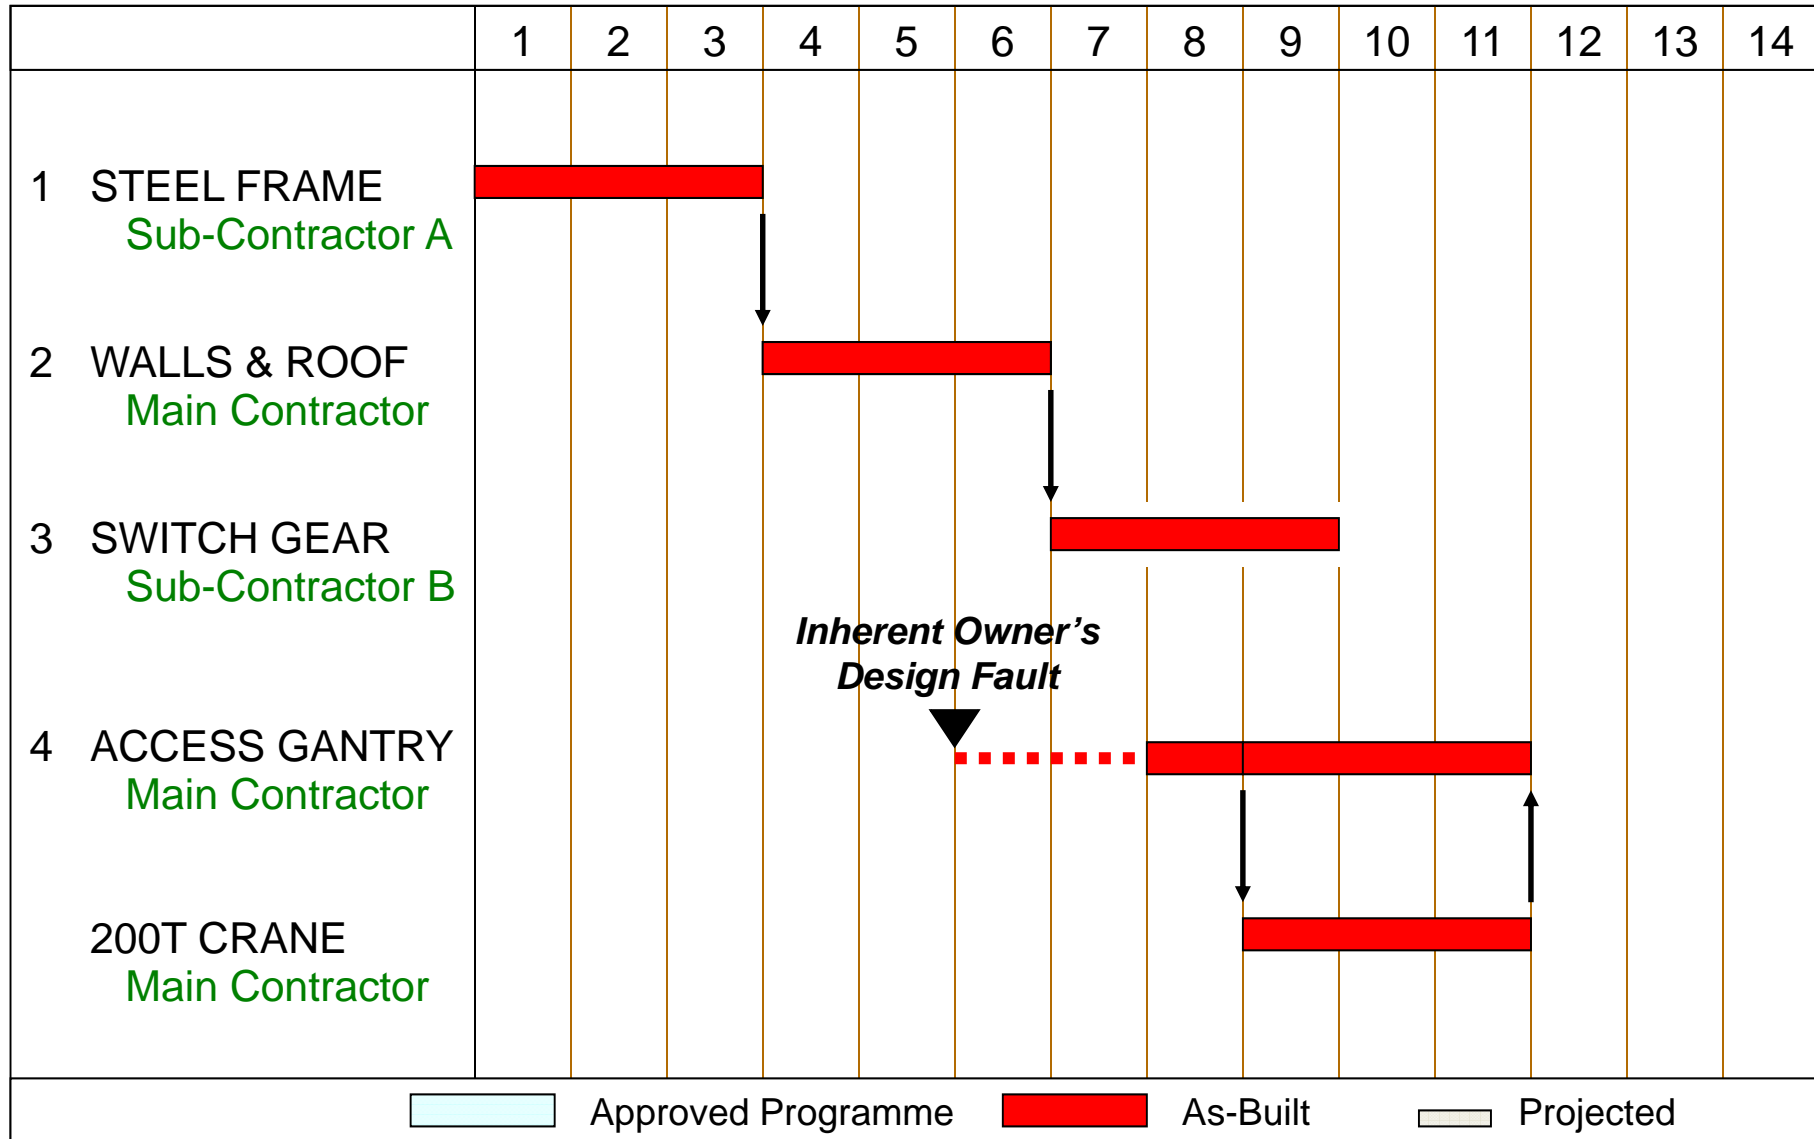 1 2 3 4 5 6 7 8 9 10 11 12 13 14
1 STEEL FRAME
Sub-Contractor A
2 WALLS & ROOF
Main Contractor
3 SWITCH GEAR
Sub-Contractor B
Inherent Owner’s
Design Fault
4 ACCESS GANTRY
Main Contractor
200T CRANE
Main Contractor
Approved Programme As-Built Projected